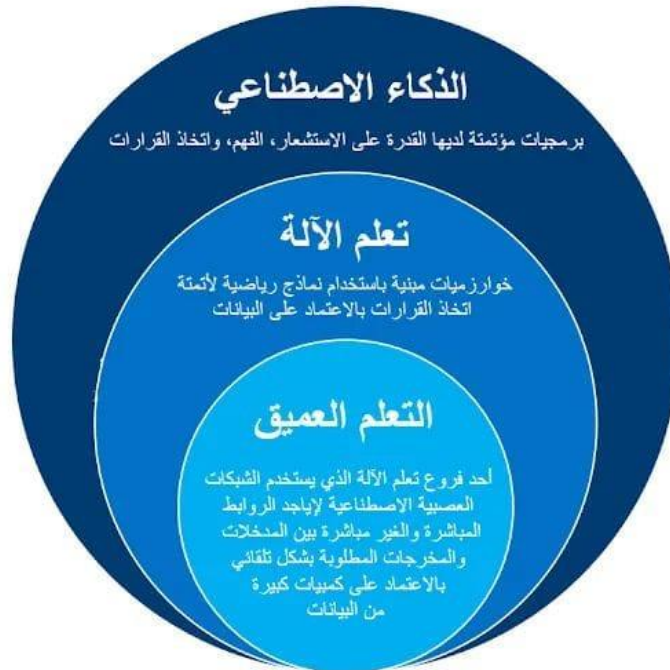 الذكاء الاصطناعي
برمجيات مؤتمتة لديها القدرة على الاستشعار، الفهم، واتخاذ القرارات
تعلم الآلة
خوارزميات مبنية باستخدام نماذج رياضية لأتمتة
اتخاذ القرارات بالاعتماد على البيانات
التعلم العميق
أحد فروع تعلم الآلة الذي يستخدم الشبكات
العصبية الاصطناعية لإياجد الروابط
المباشرة والغير مباشرة بين المدخلات
والمخرجات المطلوبة بشكل تلقائي
بالاعتماد على كمبيات كبيرة
من البيانات